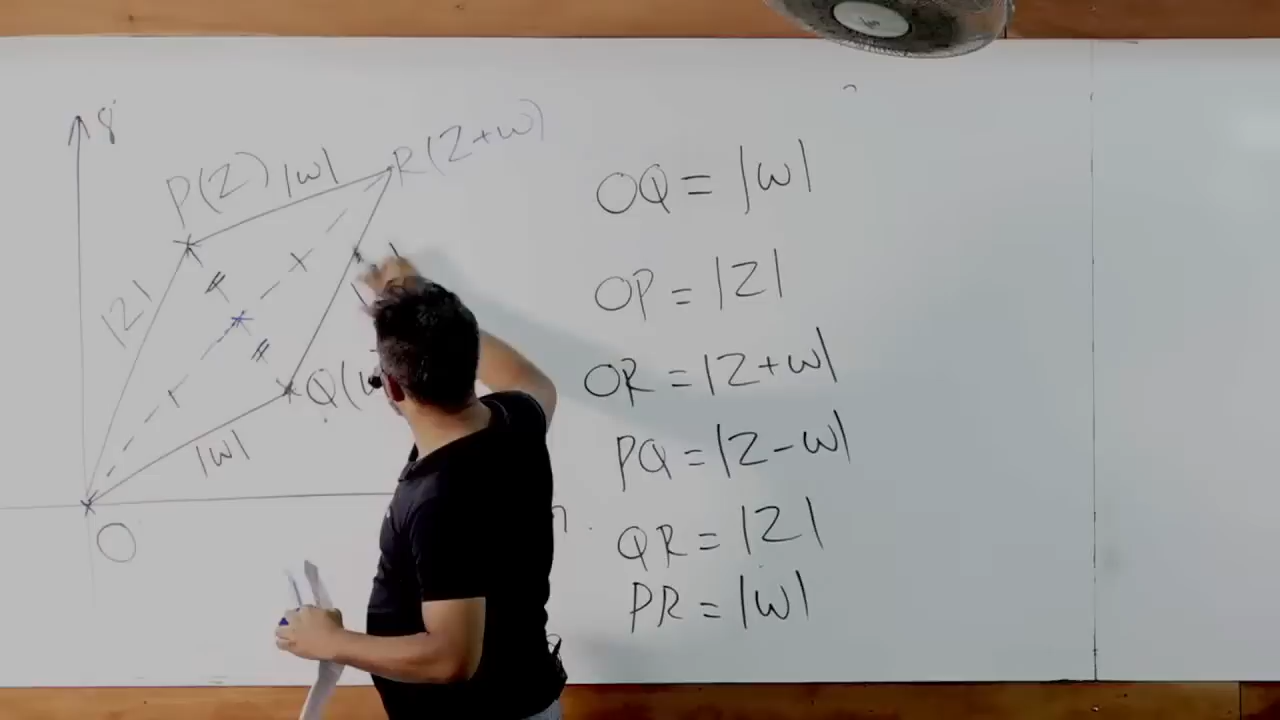 P(Z)
|w|
R(Z+w)
|Z|
|w|
O
OQ = |w|
OP = |Z|
OR = |Z+w|
PQ = |Z-w|
QR = |Z|
PR = |w|